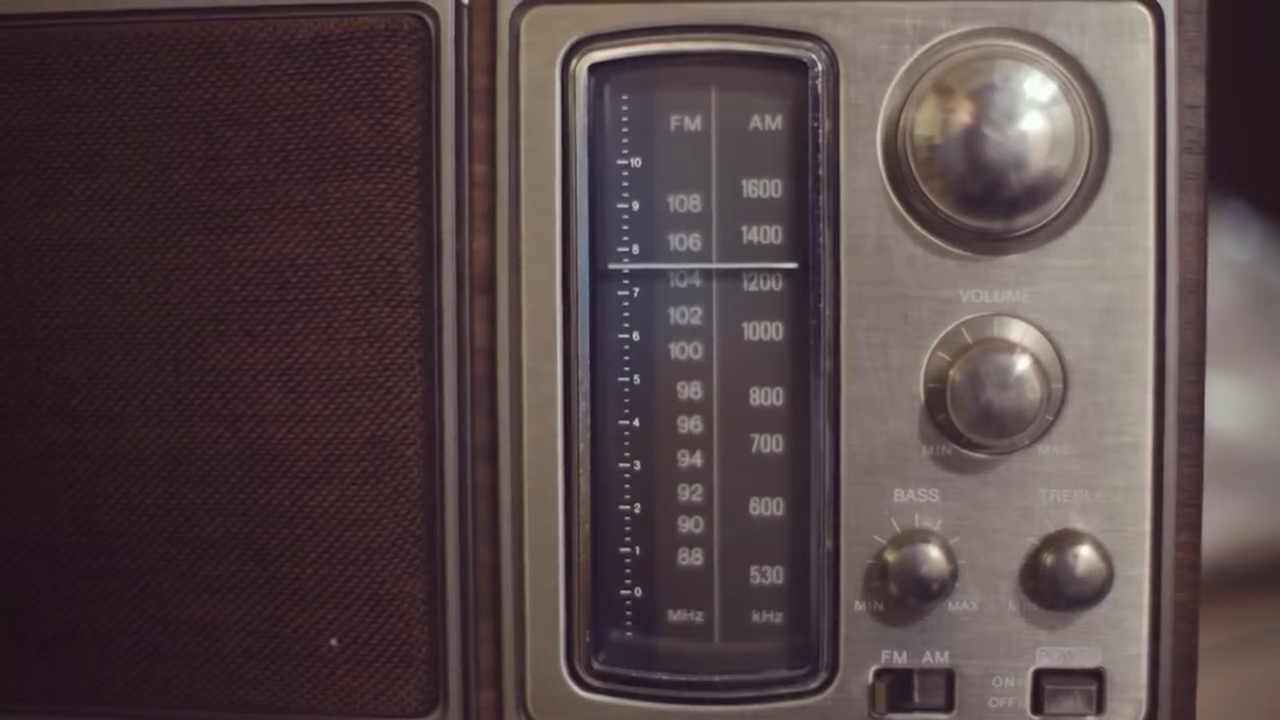 FM AM
10
108 1600
9
106 1400
8
104 1200
7
102 1000
6
100
5
98 800
4
96
94 700
3
92 600
2
90
1
88 530
0
MHz kHz
VOLUME
MIN MAX
BASS TREBLE
MIN MAX
FM AM POWER
ON
OFF